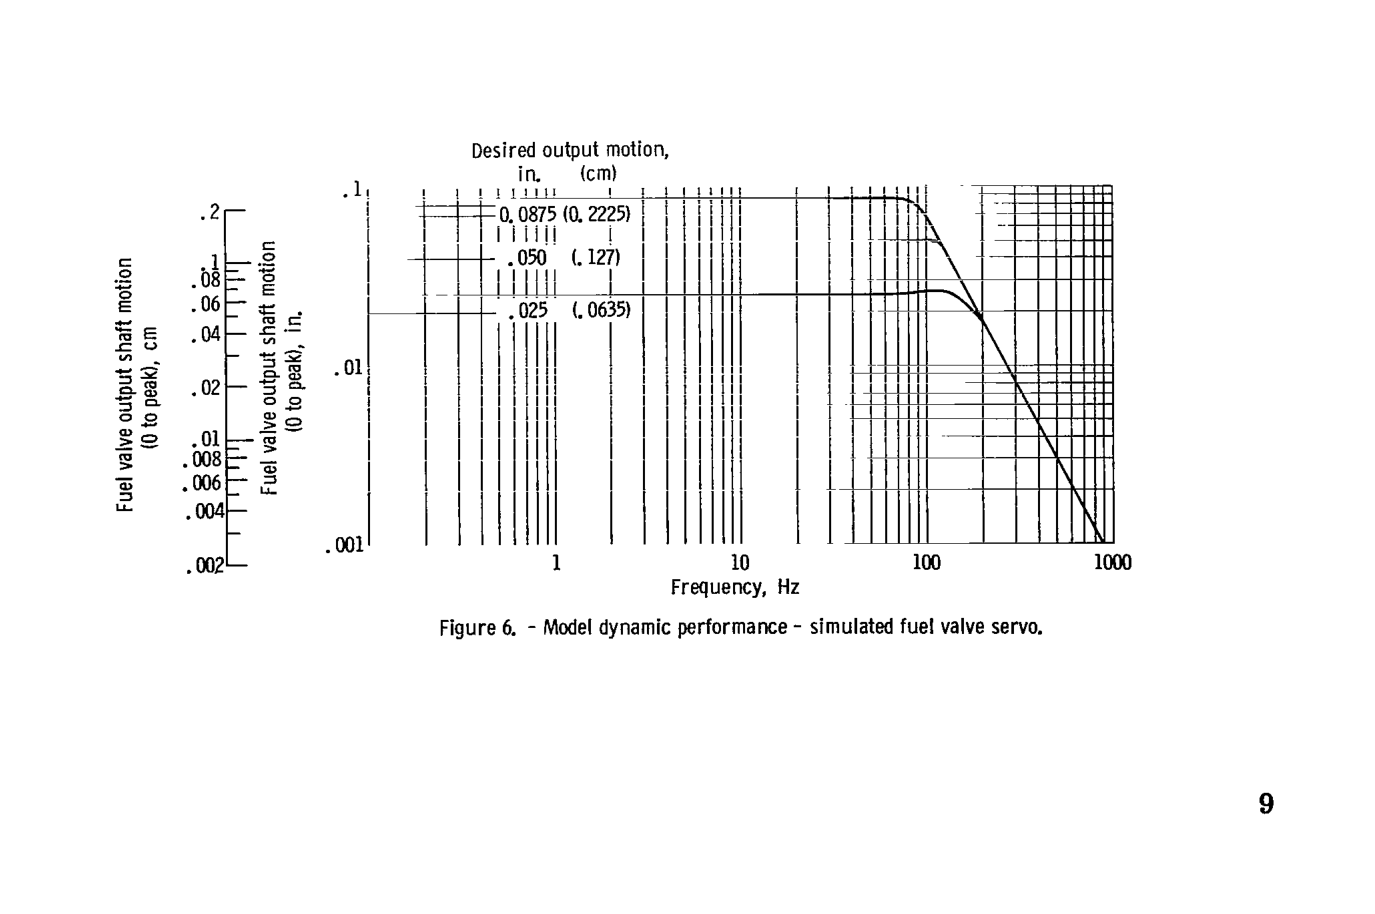 Desired output motion,
in. (cm)
0.0875 (0.2225)
.050 (.127)
.025 (.0635)
Fuel valve output shaft motion
(0 to peak), cm
.2
.1
.08
.06
.04
.02
.01
.008
.006
.004
.002
Fuel valve output shaft motion
(0 to peak), in.
.1
.01
.001
1 10 100 1000
Frequency, Hz
Figure 6. - Model dynamic performance - simulated fuel valve servo.
9